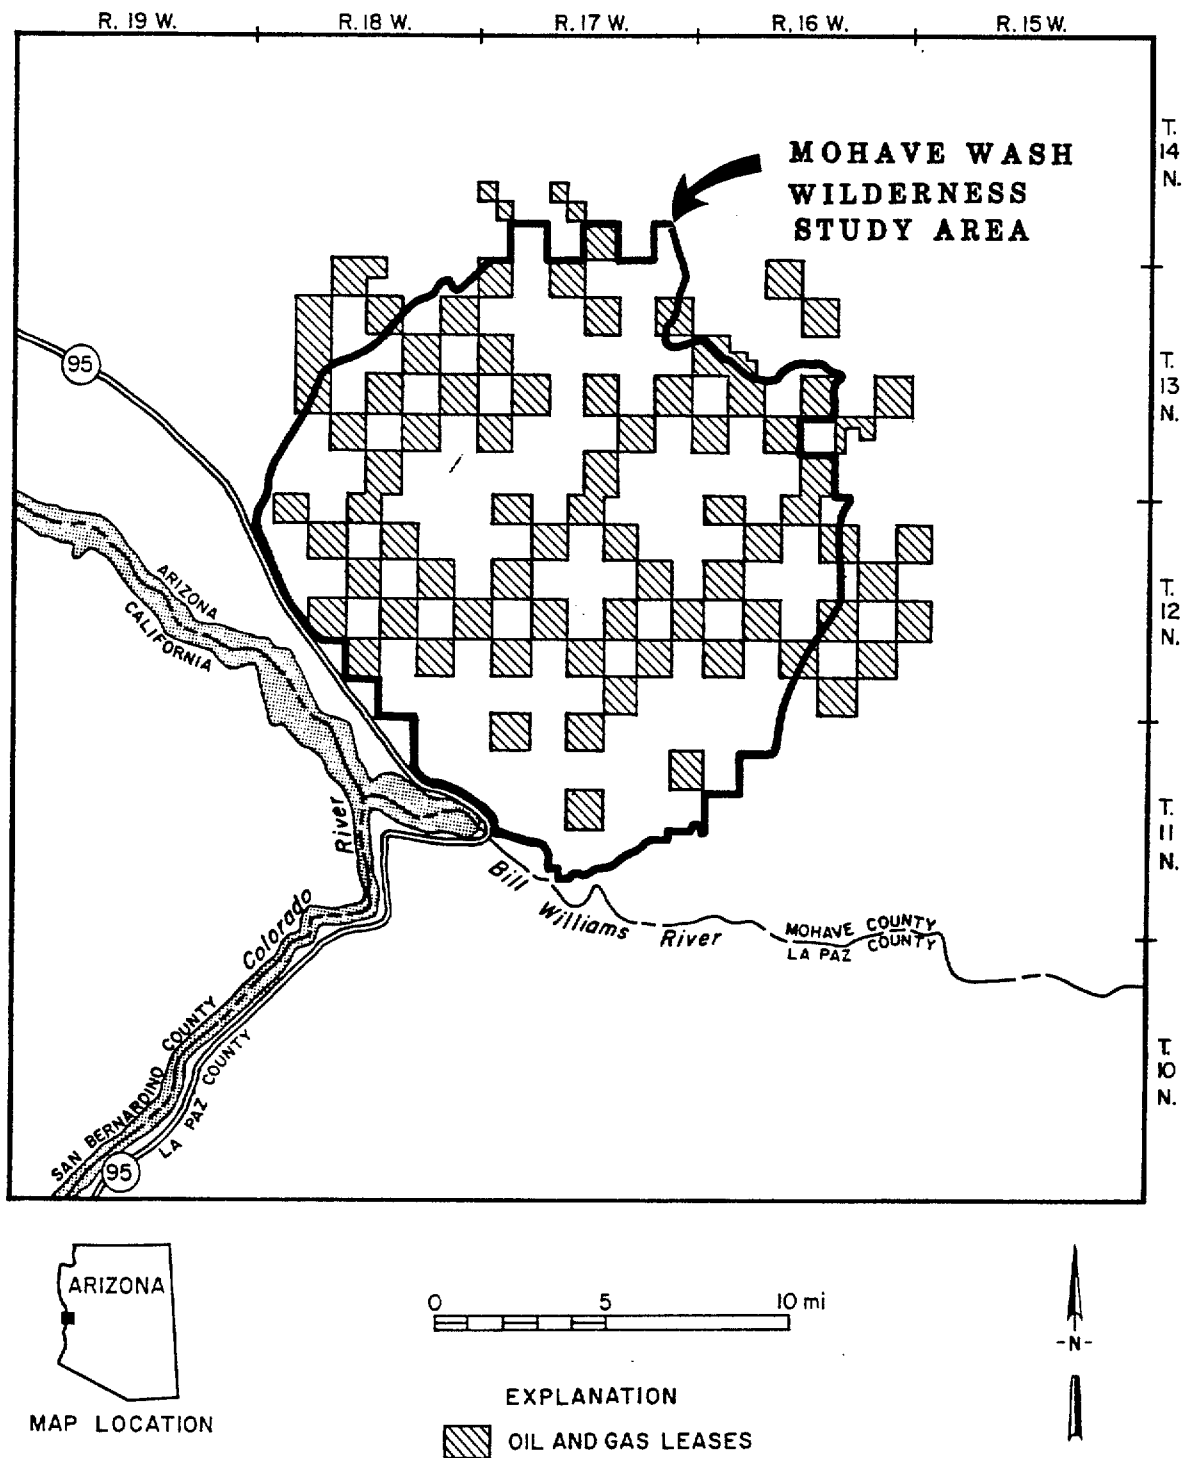 R. 19 W. R. 18 W. R. 17 W. R. 16 W. R. 15 W.
T. 14 N.
MOHAVE WASH
WILDERNESS
STUDY AREA
95
T. 13 N.
ARIZONA
CALIFORNIA
T. 12 N.
River
Colorado
T. 11 N.
Bill Williams River
MOHAVE COUNTY
LA PAZ COUNTY
SAN BERNARDINO COUNTY
LA PAZ COUNTY
T. 10 N.
95
ARIZONA
MAP LOCATION
0 5 10 mi
-N-
EXPLANATION
OIL AND GAS LEASES